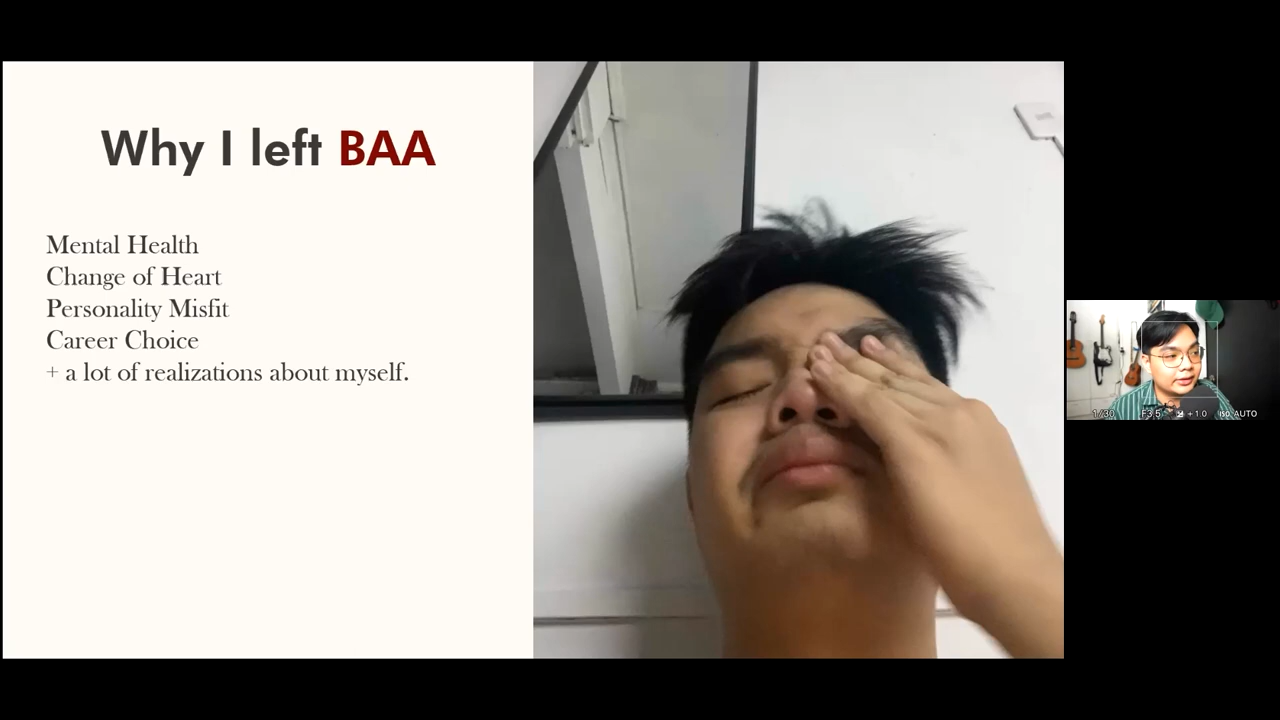 Why I left BAA
Mental Health
Change of Heart
Personality Misfit
Career Choice
+ a lot of realizations about myself.
1/30 F3.5 +1.0 ISO AUTO